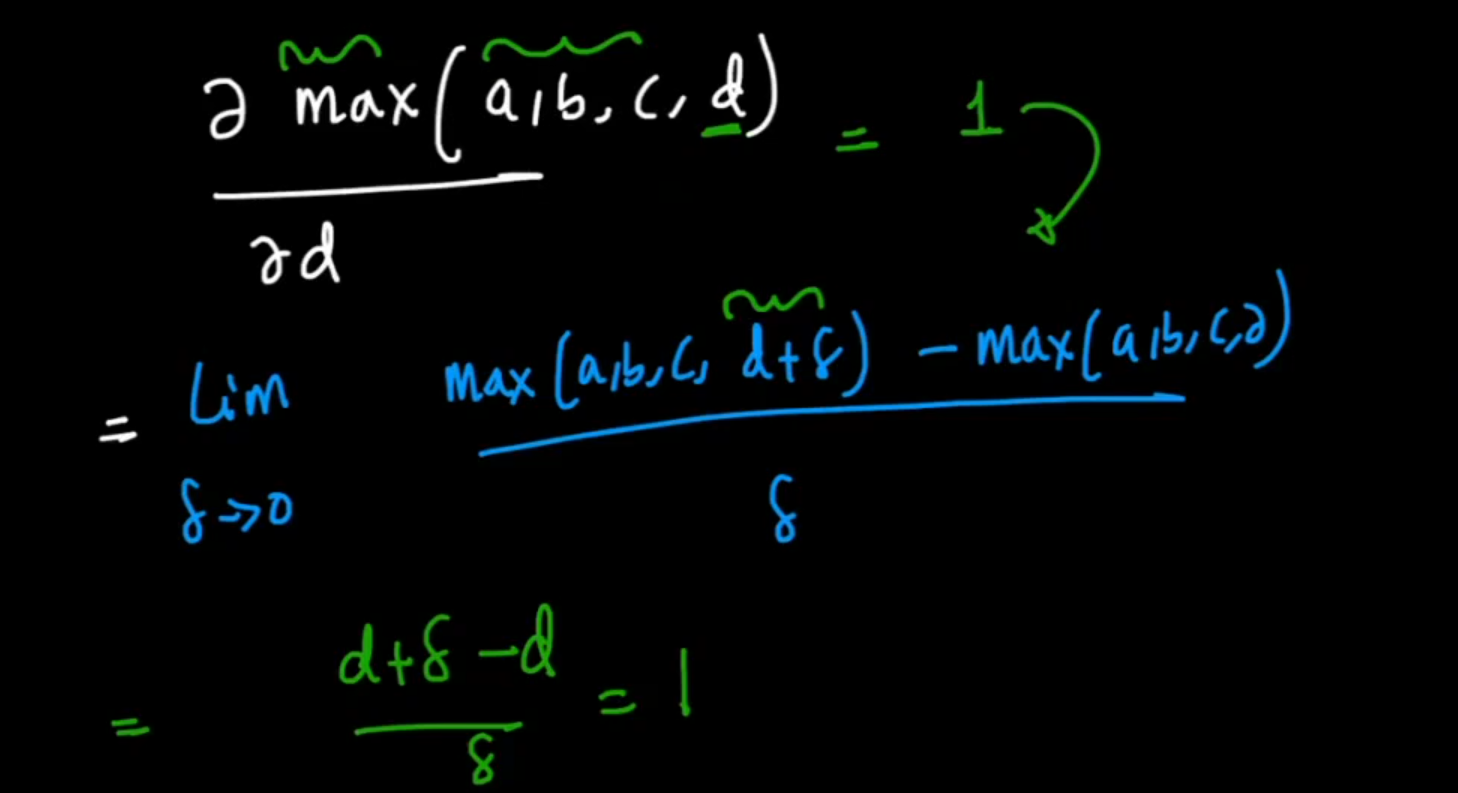 ∂ max(a,b,c,d) = 1
∂d
= Lim max(a,b,c, d+δ) - max(a,b,c,d)
δ→0 δ
= d+δ-d = 1
δ